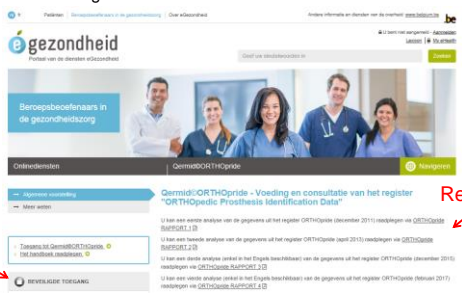 Patiënten | Beroepsbeoefenaars in de gezondheidszorg | Over eGezondheid
Andere informatie en diensten van de overheid: www.belgium.be
.be
U bent niet aangemeld - Aanmelden
My eHealth
gezondheid
Portaal van de diensten eGezondheid
Geef uw sleutelwoorden in
Zoeken
Beroepsbeoefenaars in
de gezondheidszorg
Onlinediensten
Qermid©ORTHOpride
Navigeren
Algemene voorstelling
Meer weten
Toegang tot Qermid©ORTHOpride.
Het handboek raadplegen.
BEVEILIGDE TOEGANG
Qermid©ORTHOpride - Voeding en consultatie van het register
"ORTHOpedic Prosthesis Identification Data"
Re
U kan een eerste analyse van de gegevens uit het register ORTHOpride (december 2011) raadplegen via ORTHOpride
RAPPORT 1
U kan een tweede analyse van de gegevens uit het register ORTHOpride (april 2013) raadplegen via ORTHOpride
RAPPORT 2
U kan een derde analyse (enkel in het Engels beschikbaar) van de gegevens uit het register ORTHOpride (december 2015)
raadplegen via ORTHOpride RAPPORT 3
U kan een vierde analyse (enkel in het Engels beschikbaar) van de gegevens uit het register ORTHOpride (februari 2017)
raadplegen via ORTHOpride RAPPORT 4